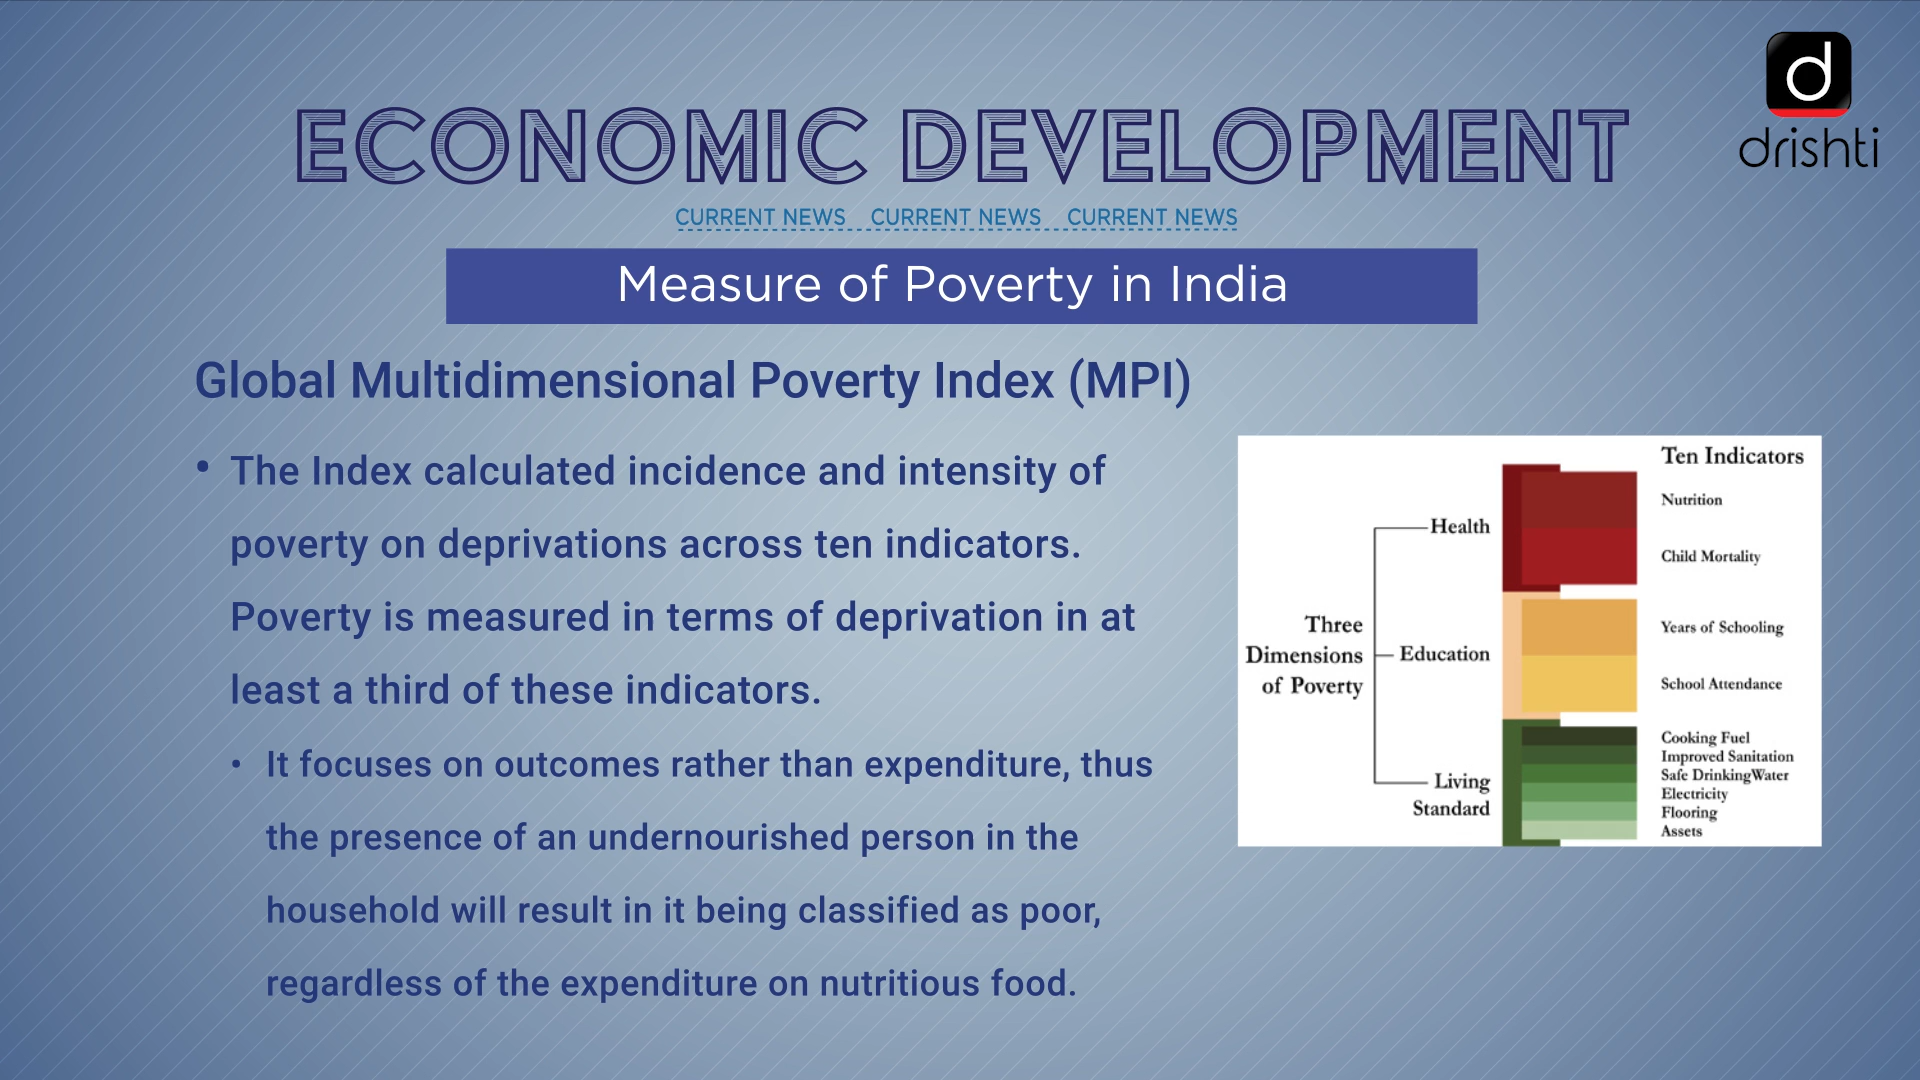 d
drishti
ECONOMIC DEVELOPMENT
CURRENT NEWS CURRENT NEWS CURRENT NEWS
Measure of Poverty in India
Global Multidimensional Poverty Index (MPI)
• The Index calculated incidence and intensity of
poverty on deprivations across ten indicators.
Poverty is measured in terms of deprivation in at
least a third of these indicators.
• It focuses on outcomes rather than expenditure, thus
the presence of an undernourished person in the
household will result in it being classified as poor,
regardless of the expenditure on nutritious food.
Three
Dimensions
of Poverty
Health
Education
Living
Standard
Ten Indicators
Nutrition
Child Mortality
Years of Schooling
School Attendance
Cooking Fuel
Improved Sanitation
Safe DrinkingWater
Electricity
Flooring
Assets